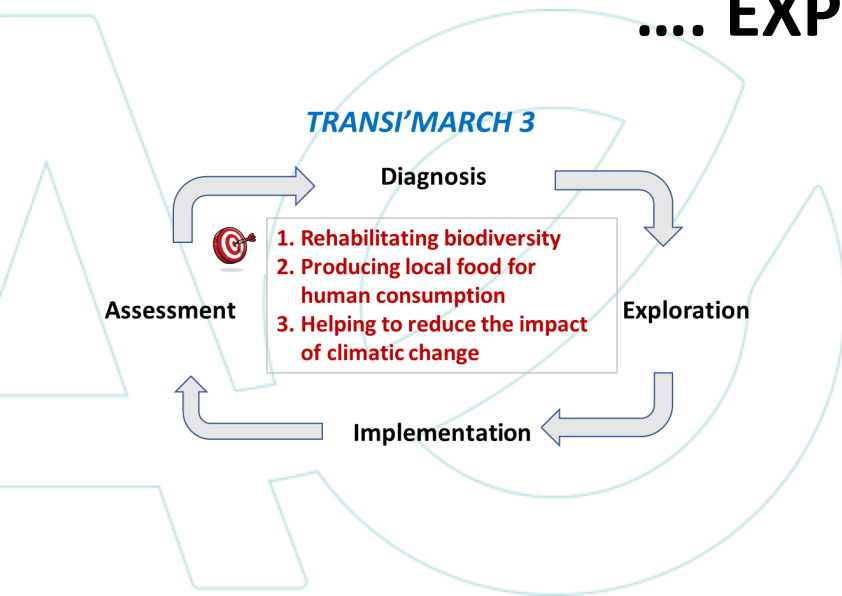 .... EXP
TRANSI’MARCH 3
Diagnosis
1. Rehabilitating biodiversity
2. Producing local food for
human consumption
3. Helping to reduce the impact
of climatic change
Assessment
Exploration
Implementation